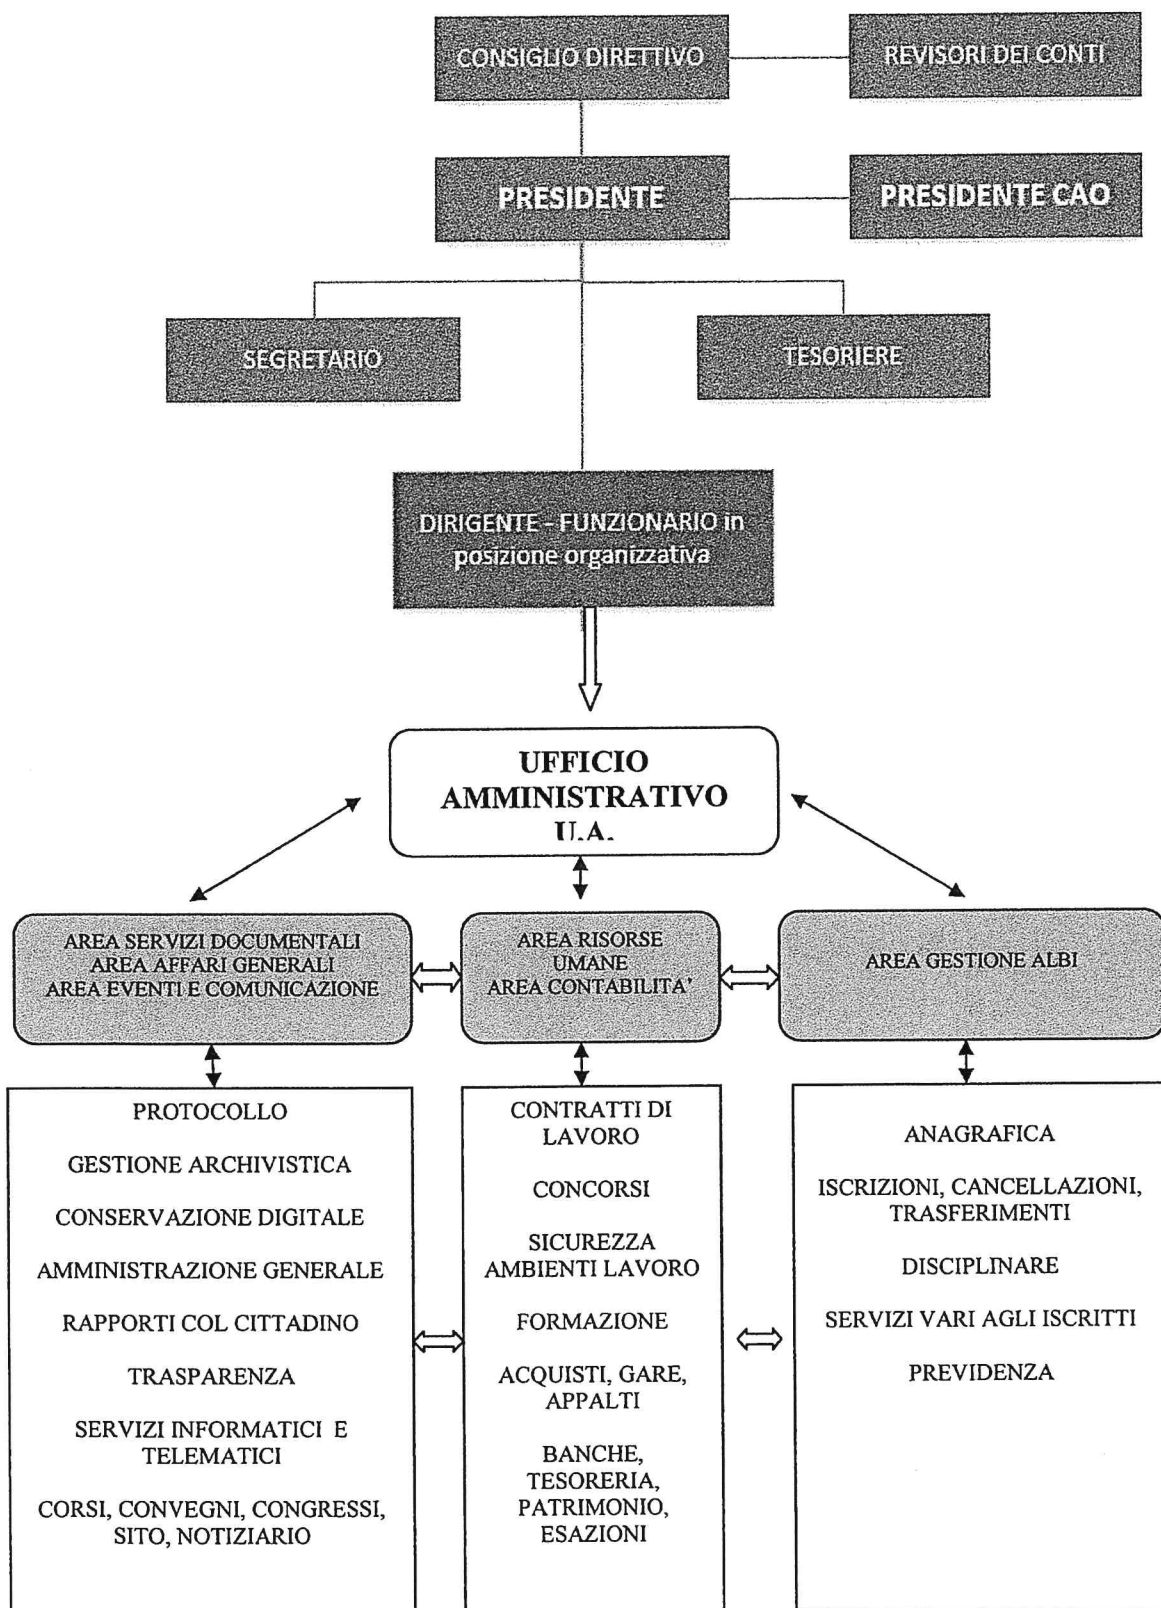 CONSIGLIO DIRETTIVO
REVISORI DEI CONTI
PRESIDENTE
PRESIDENTE CAO
SEGRETARIO
TESORIERE
DIRIGENTE - FUNZIONARIO in
posizione organizzativa
UFFICIO
AMMINISTRATIVO
U.A.
AREA SERVIZI DOCUMENTALI
AREA AFFARI GENERALI
AREA EVENTI E COMUNICAZIONE
AREA RISORSE
UMANE
AREA CONTABILITA'
AREA GESTIONE ALBI
PROTOCOLLO
GESTIONE ARCHIVISTICA
CONSERVAZIONE DIGITALE
AMMINISTRAZIONE GENERALE
RAPPORTI COL CITTADINO
TRASPARENZA
SERVIZI INFORMATICI E
TELEMATICI
CORSI, CONVEGNI, CONGRESSI,
SITO, NOTIZIARIO
CONTRATTI DI
LAVORO
CONCORSI
SICUREZZA
AMBIENTI LAVORO
FORMAZIONE
ACQUISTI, GARE,
APPALTI
BANCHE,
TESORERIA,
PATRIMONIO,
ESAZIONI
ANAGRAFICA
ISCRIZIONI, CANCELLAZIONI,
TRASFERIMENTI
DISCIPLINARE
SERVIZI VARI AGLI ISCRITTI
PREVIDENZA